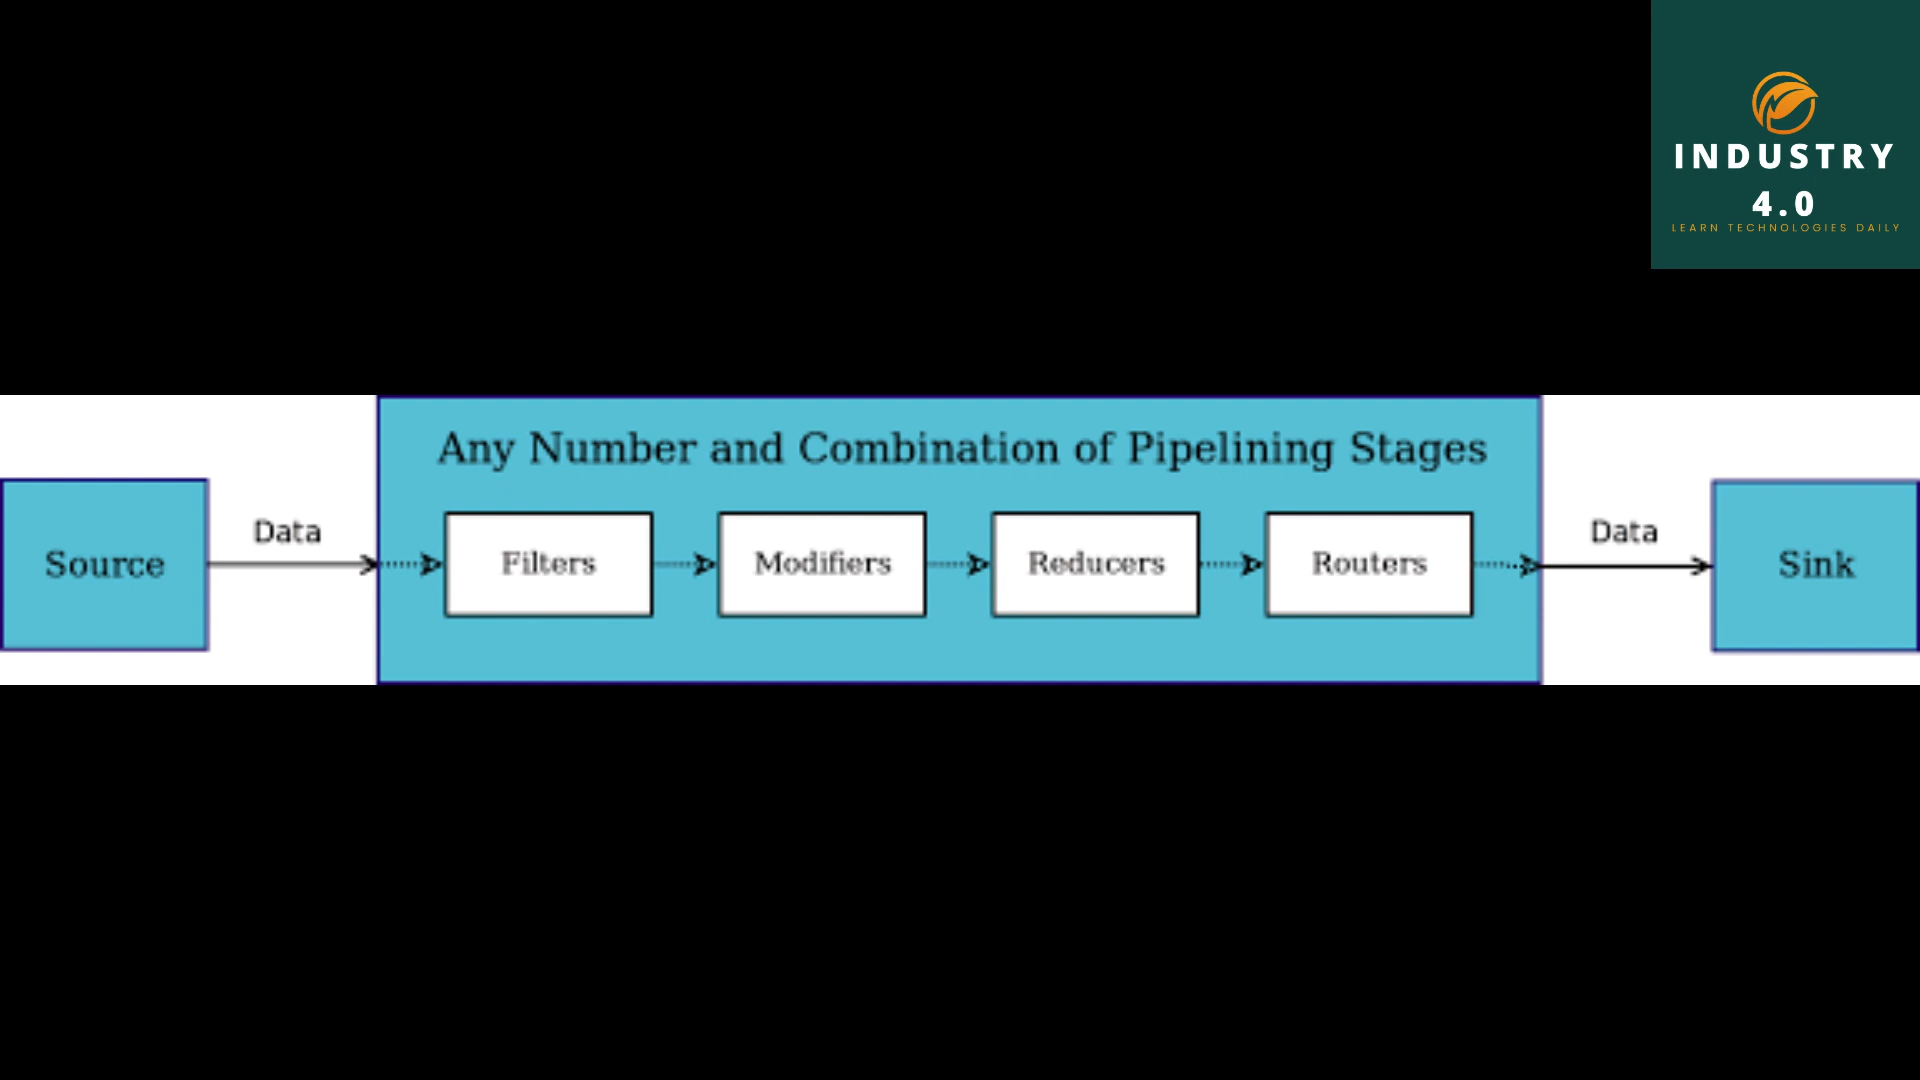 INDUSTRY
4.0
LEARN TECHNOLOGIES DAILY
Any Number and Combination of Pipelining Stages
Source
Data
Filters
Modifiers
Reducers
Routers
Data
Sink